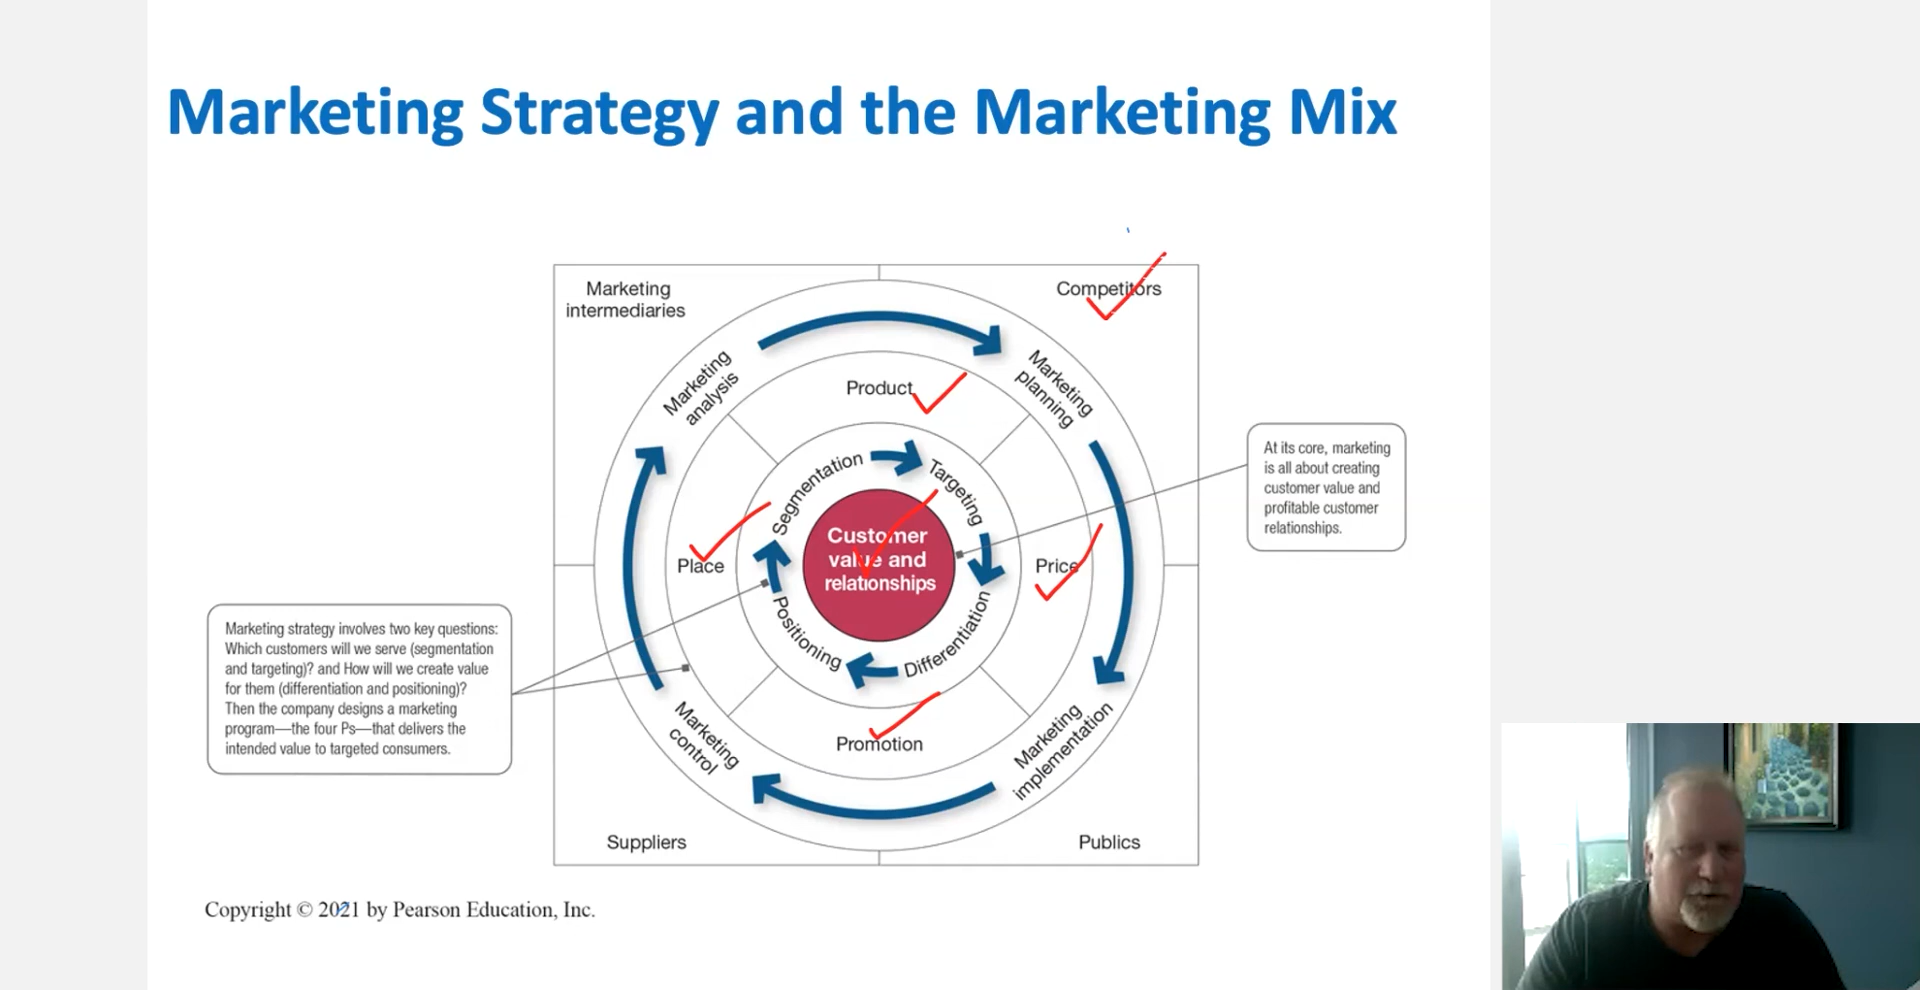 Marketing Strategy and the Marketing Mix
Marketing
intermediaries
Competitors
Marketing
analysis
Marketing
planning
Product
Segmentation
Targeting
Customer
value and
relationships
Place
Price
Positioning
Differentiation
Promotion
Marketing
control
Marketing
implementation
Suppliers
Publics
At its core, marketing
is all about creating
customer value and
profitable customer
relationships.
Marketing strategy involves two key questions:
Which customers will we serve (segmentation
and targeting)? and How will we create value
for them (differentiation and positioning)?
Then the company designs a marketing
program—the four Ps—that delivers the
intended value to targeted consumers.
Copyright © 2021 by Pearson Education, Inc.